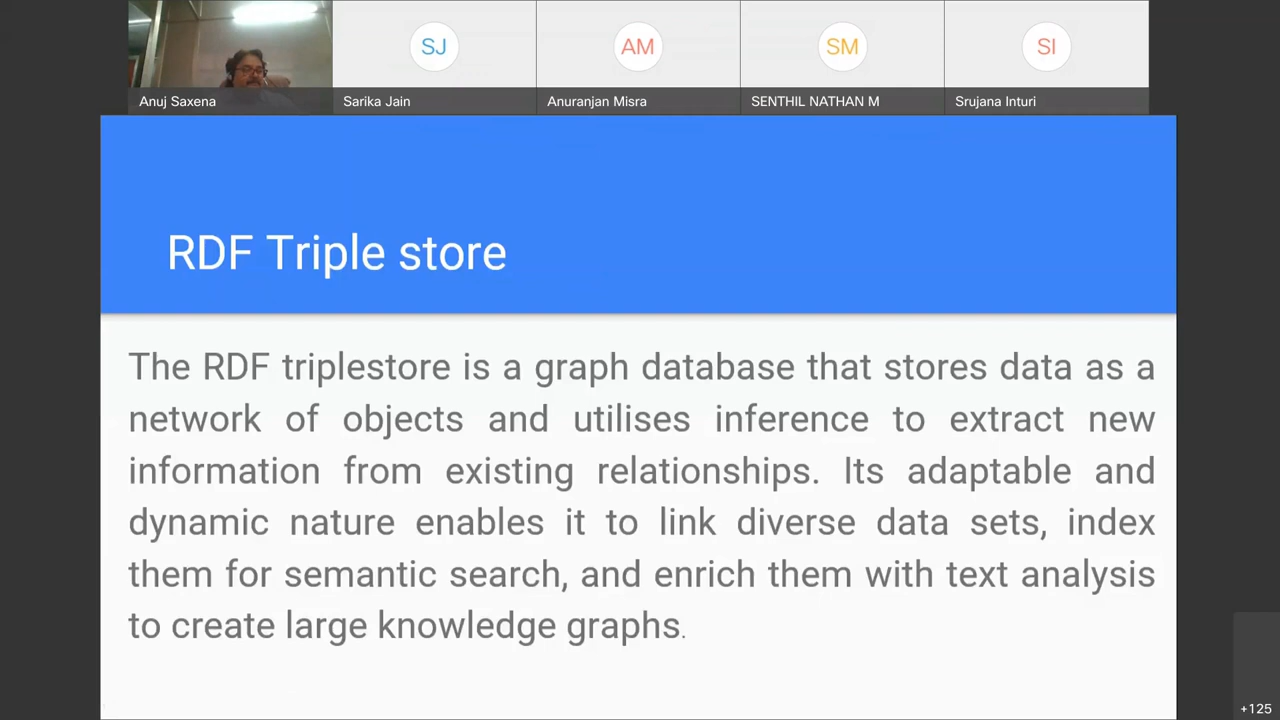 SJ
AM
SM
SI
Anuj Saxena
Sarika Jain
Anuranjan Misra
SENTHIL NATHAN M
Srujana Inturi
RDF Triple store
The RDF triplestore is a graph database that stores data as a
network of objects and utilises inference to extract new
information from existing relationships. Its adaptable and
dynamic nature enables it to link diverse data sets, index
them for semantic search, and enrich them with text analysis
to create large knowledge graphs.
+125